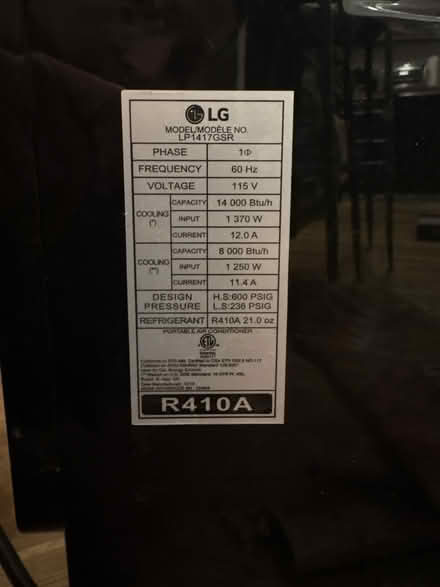 LG
MODEL/MODÈLE NO.
LP1417GSR
PHASE 1Φ
FREQUENCY 60 Hz
VOLTAGE 115 V
COOLING (*) CAPACITY 14 000 Btu/h
INPUT 1 370 W
CURRENT 12.0 A
COOLING (**) CAPACITY 8 000 Btu/h
INPUT 1 250 W
CURRENT 11.4 A
DESIGN PRESSURE H.S:600 PSIG
L.S:236 PSIG
REFRIGERANT R410A 21.0 oz
PORTABLE AIR CONDITIONER
ETL
Intertek
R410A